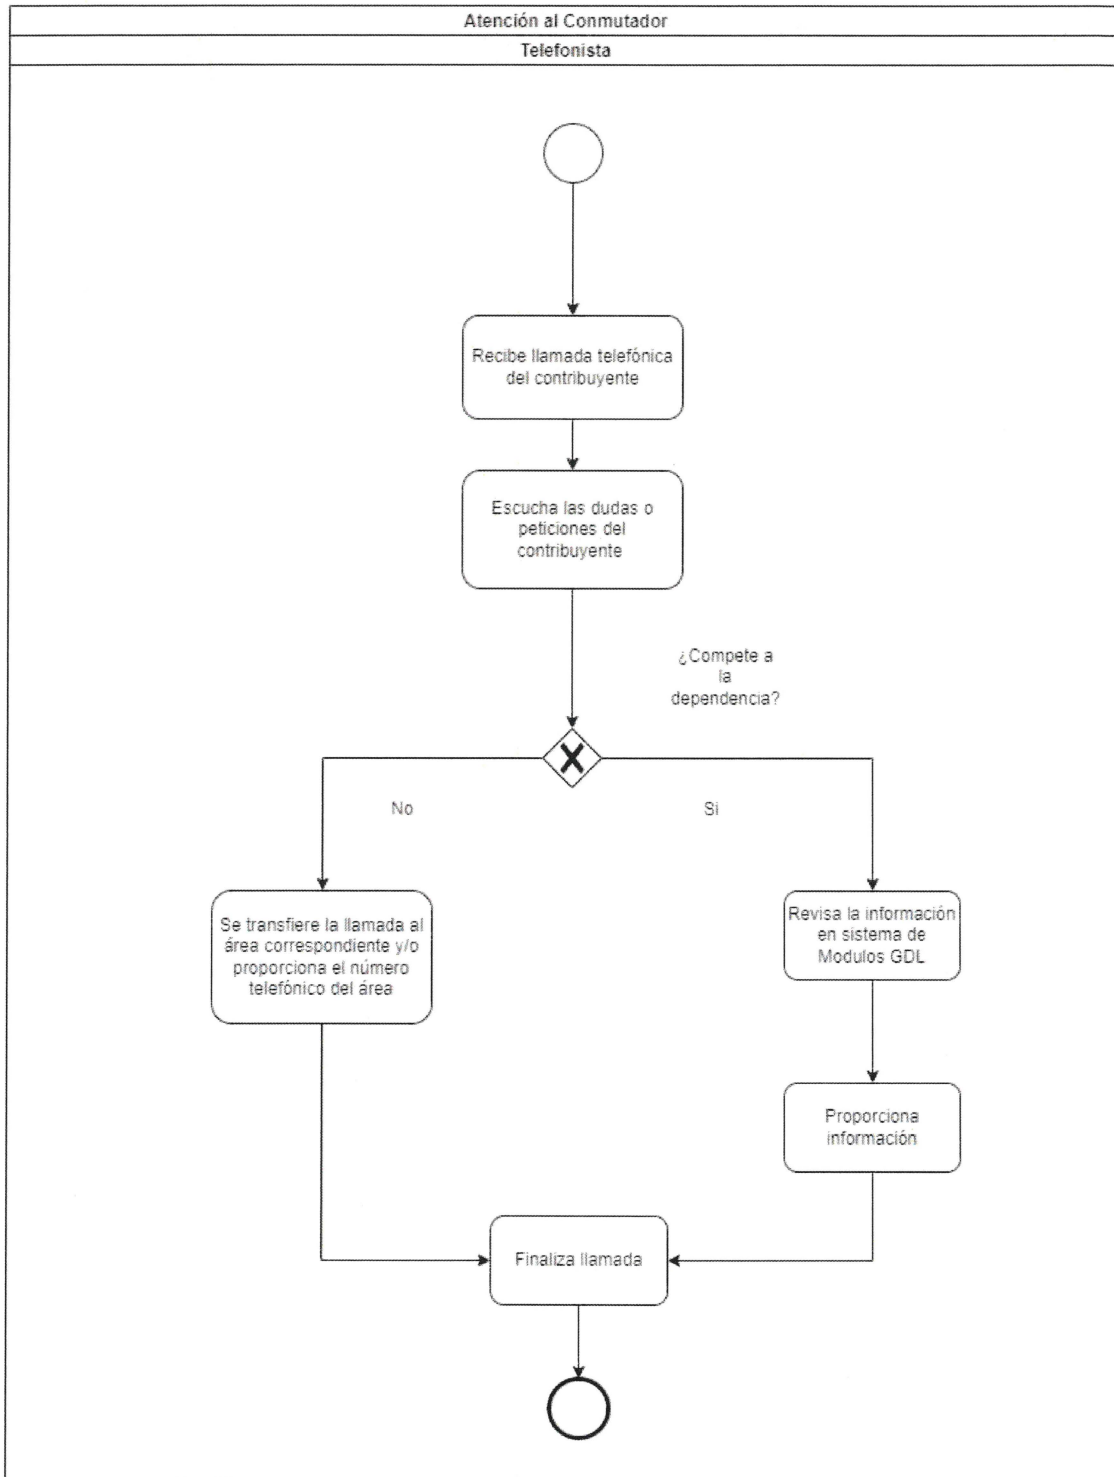 Atención al Conmutador
Telefonista
Recibe llamada telefónica
del contribuyente
Escucha las dudas o
peticiones del
contribuyente
¿Compete a
la
dependencia?
No
Si
Se transfiere la llamada al
área correspondiente y/o
proporciona el número
telefónico del área
Revisa la información
en sistema de
Modulos GDL
Proporciona
información
Finaliza llamada